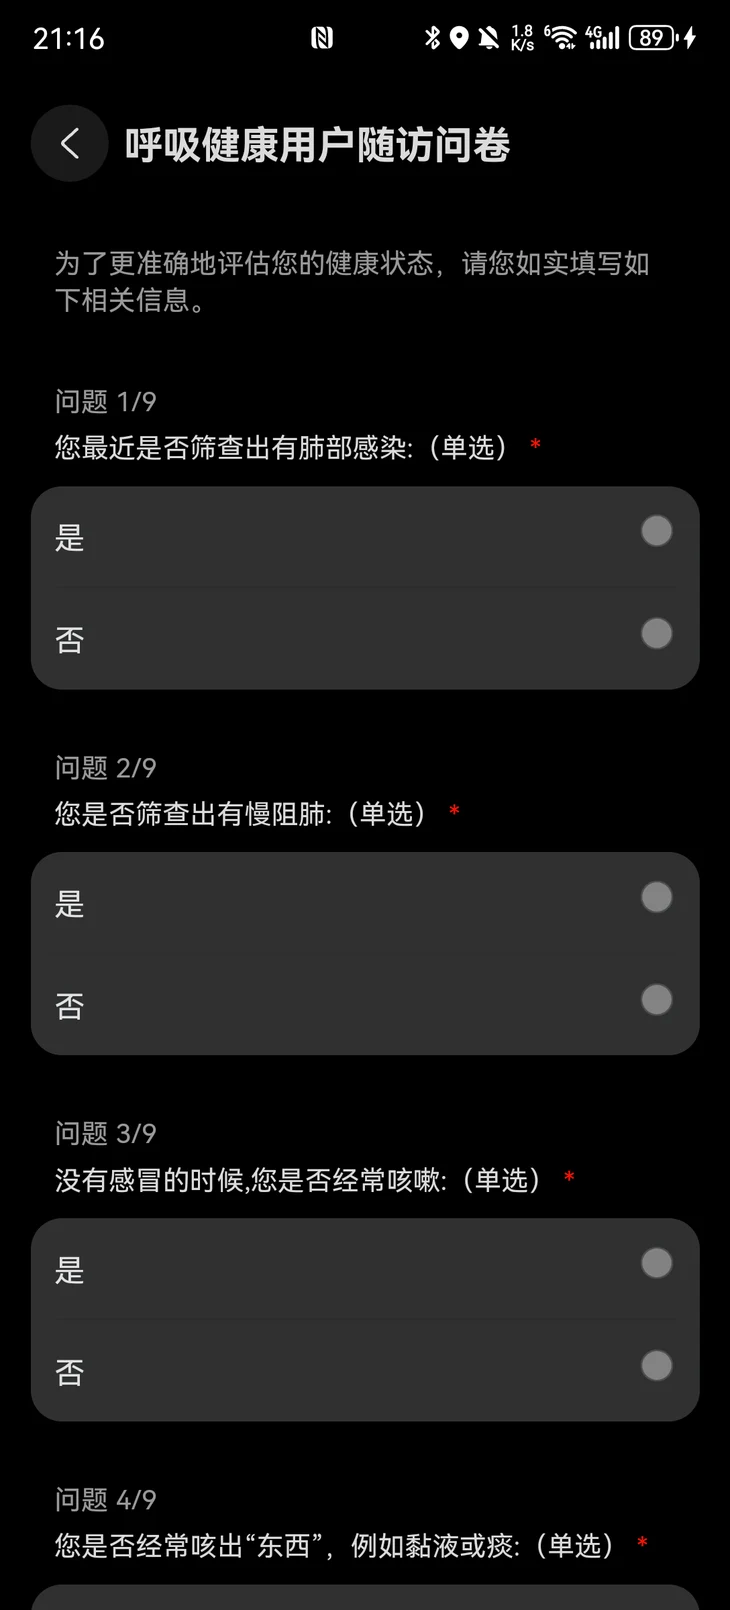 21:16
1.8 K/s 6 4G 89
呼吸健康用户随访问卷
为了更准确地评估您的健康状态，请您如实填写如
下相关信息。
问题 1/9
您最近是否筛查出有肺部感染:（单选） *
是
否
问题 2/9
您是否筛查出有慢阻肺:（单选） *
是
否
问题 3/9
没有感冒的时候,您是否经常咳嗽:（单选） *
是
否
问题 4/9
您是否经常咳出“东西”，例如黏液或痰:（单选） *